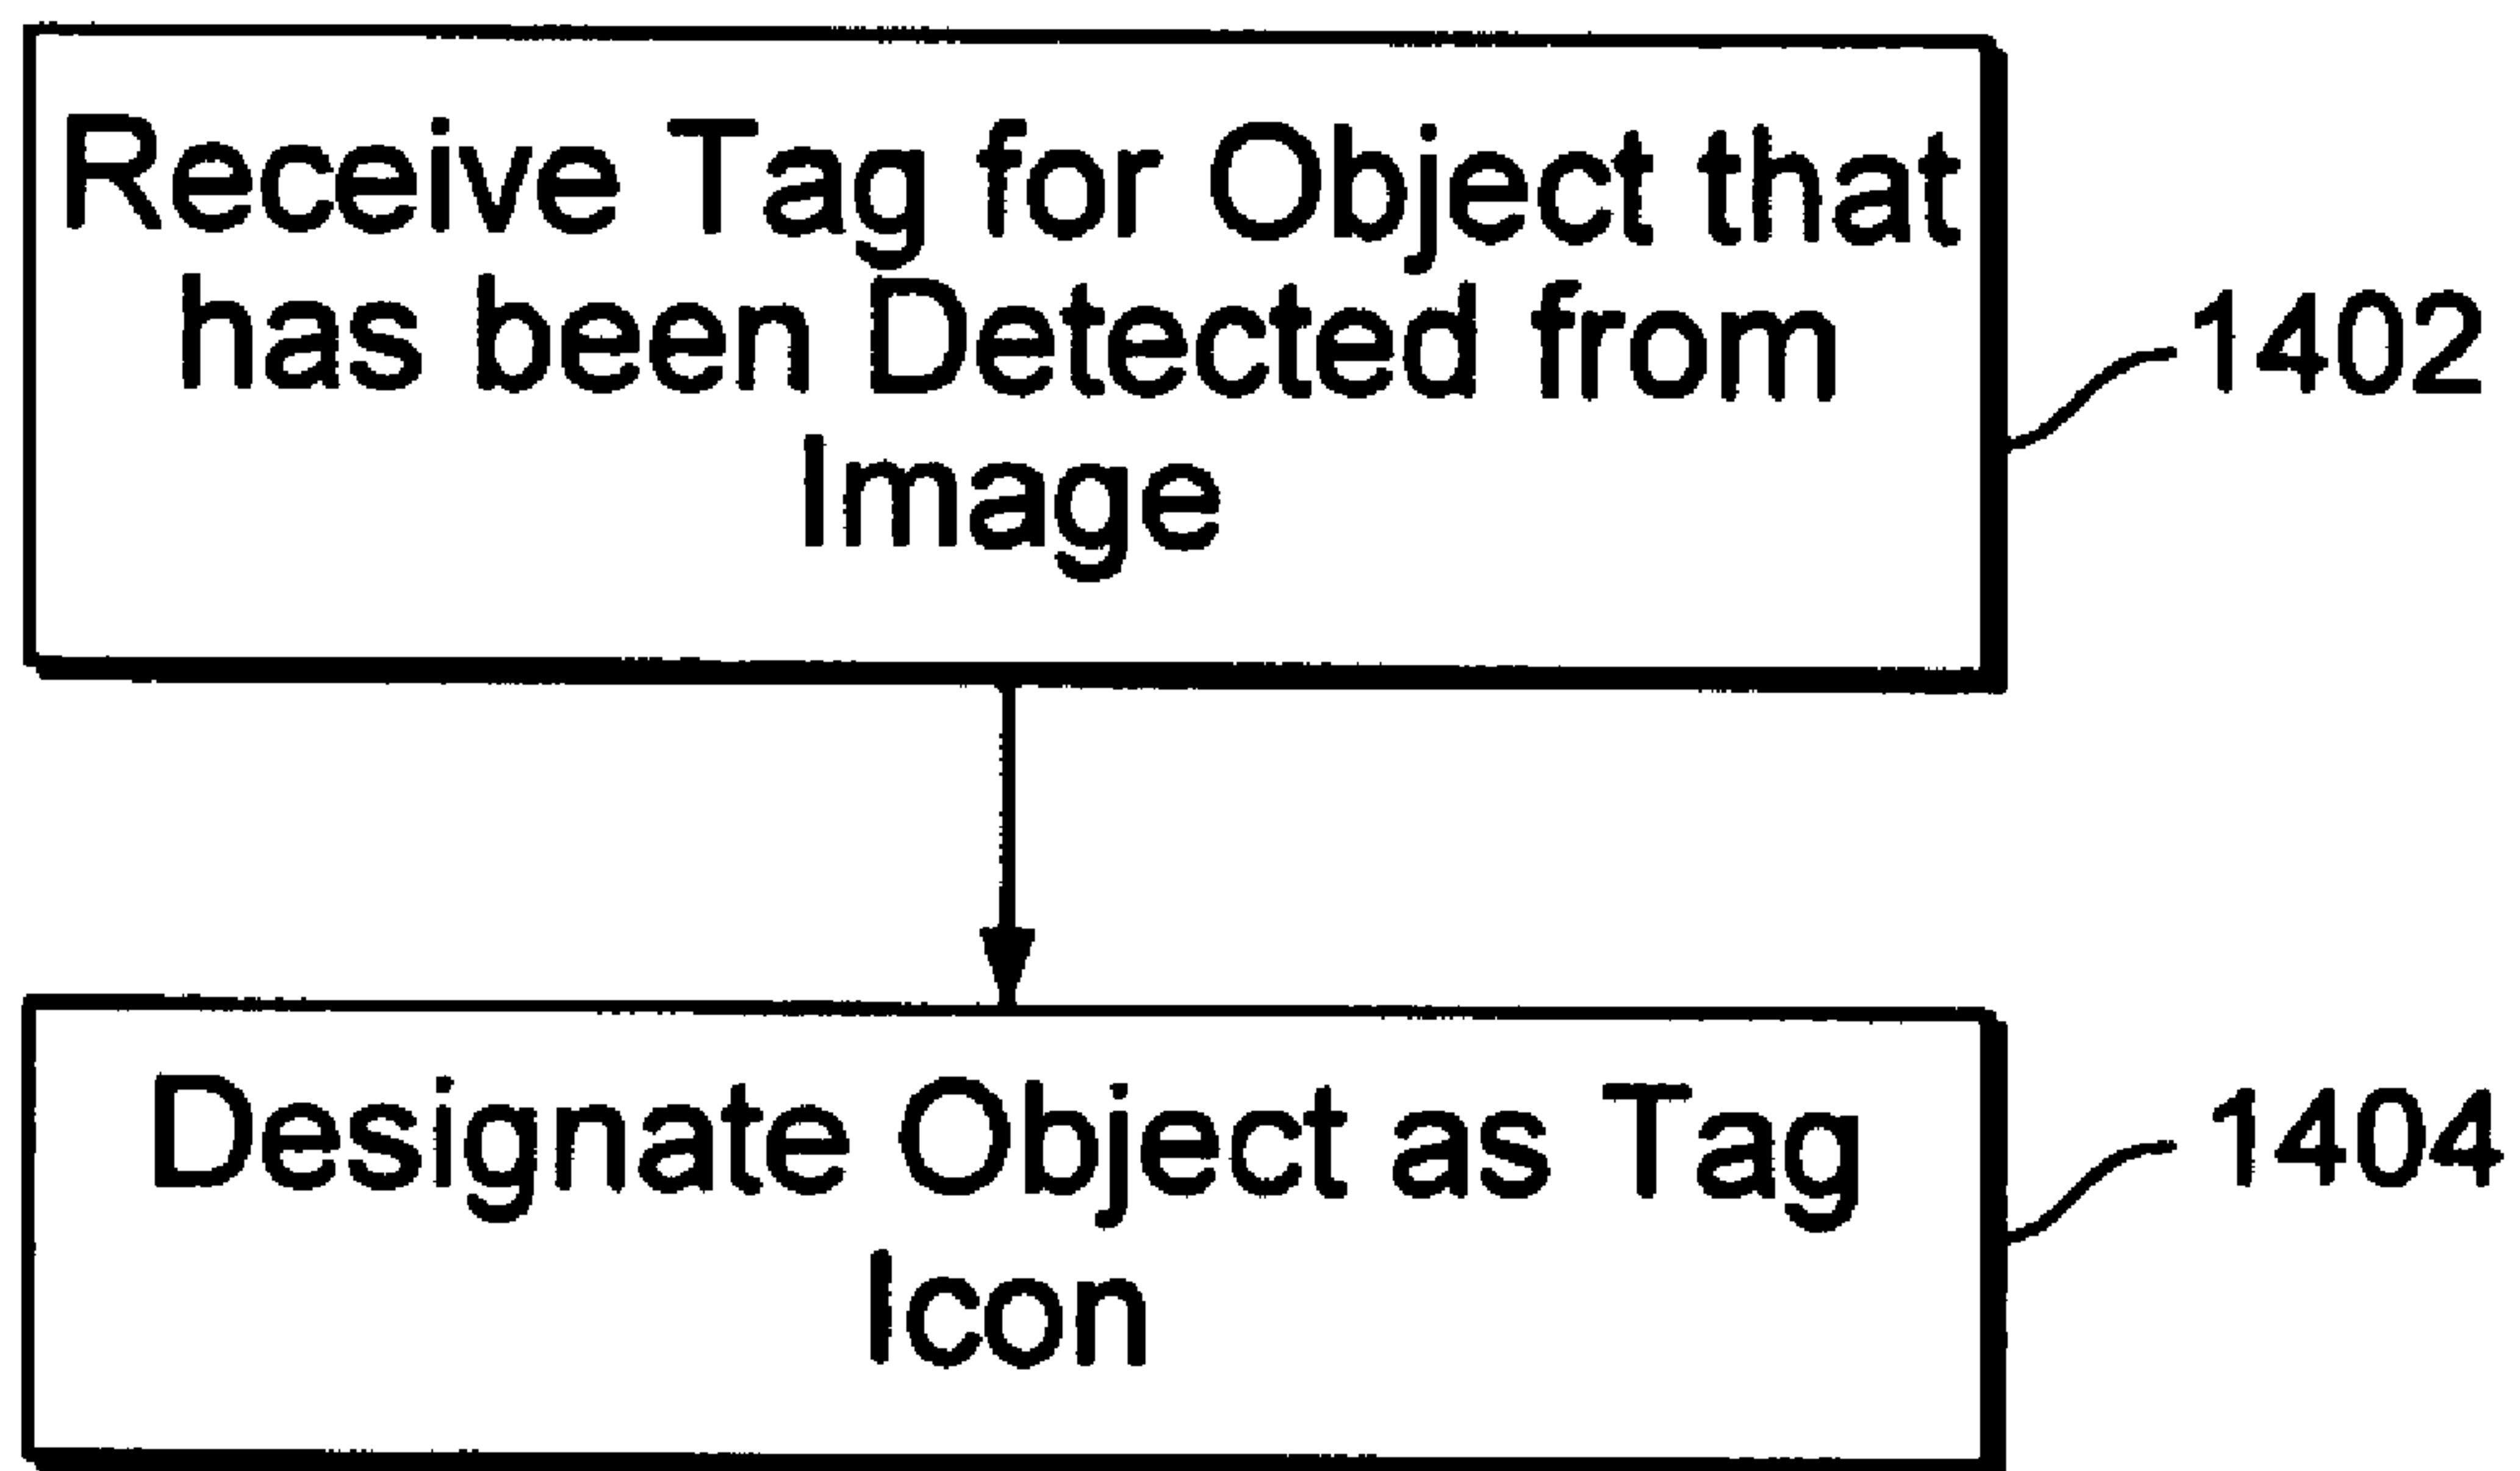 Receive Tag for Object that
has been Detected from
Image
1402
Designate Object as Tag
Icon
1404